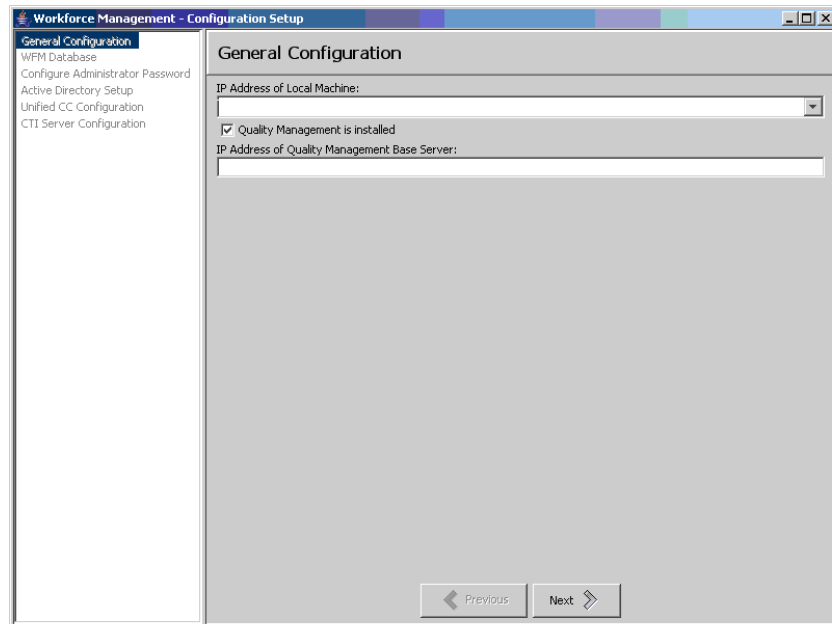 Workforce Management - Configuration Setup
General Configuration
WFM Database
Configure Administrator Password
Active Directory Setup
Unified CC Configuration
CTI Server Configuration
General Configuration
IP Address of Local Machine:
Quality Management is installed
IP Address of Quality Management Base Server:
Previous
Next